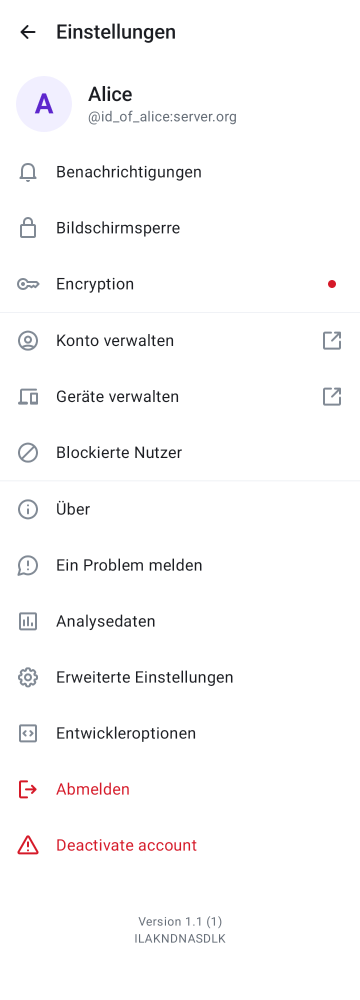 Einstellungen
A
Alice
@id_of_alice:server.org
Benachrichtigungen
Bildschirmsperre
Encryption
Konto verwalten
Geräte verwalten
Blockierte Nutzer
Über
Ein Problem melden
Analysedaten
Erweiterte Einstellungen
Entwickleroptionen
Abmelden
Deactivate account
Version 1.1 (1)
ILAKNDNASDLK